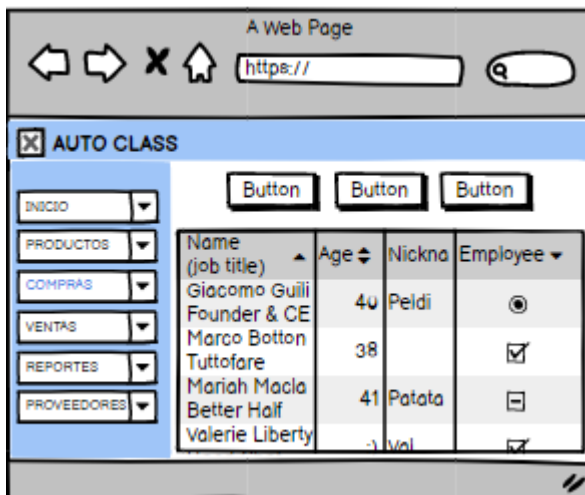 A Web Page
https://
AUTO CLASS
Button Button Button
INICIO
PRODUCTOS
COMPRAS
VENTAS
REPORTES
PROVEEDORES
Name
(job title) Age Nickna Employee
Giacomo Guili
Founder & CE 40 Peldi
Marco Botton
Tuttofare 38
Mariah Macla
Better Half 41 Patata
Valerie Liberty :) Val